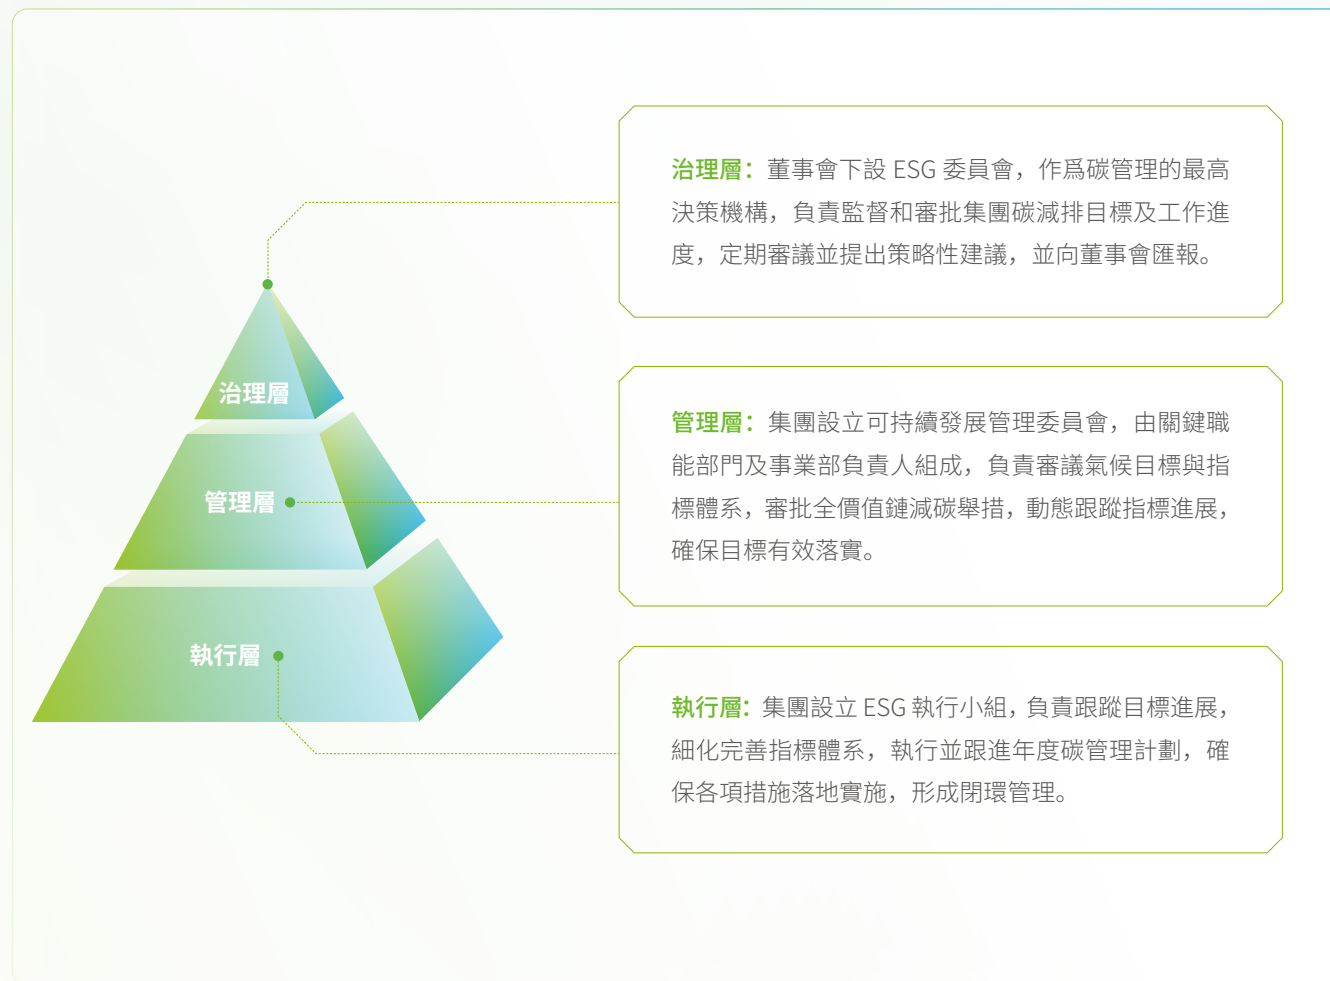 治理層：董事會下設 ESG 委員會，作爲碳管理的最高
決策機構，負責監督和審批集團碳減排目標及工作進
度，定期審議並提出策略性建議，並向董事會匯報。
治理層
管理層：集團設立可持續發展管理委員會，由關鍵職
能部門及事業部負責人組成，負責審議氣候目標與指
標體系，審批全價值鏈減碳舉措，動態跟蹤指標進展，
確保目標有效落實。
管理層
執行層：集團設立 ESG 執行小組，負責跟蹤目標進展，
細化完善指標體系，執行並跟進年度碳管理計劃，確
保各項措施落地實施，形成閉環管理。
執行層